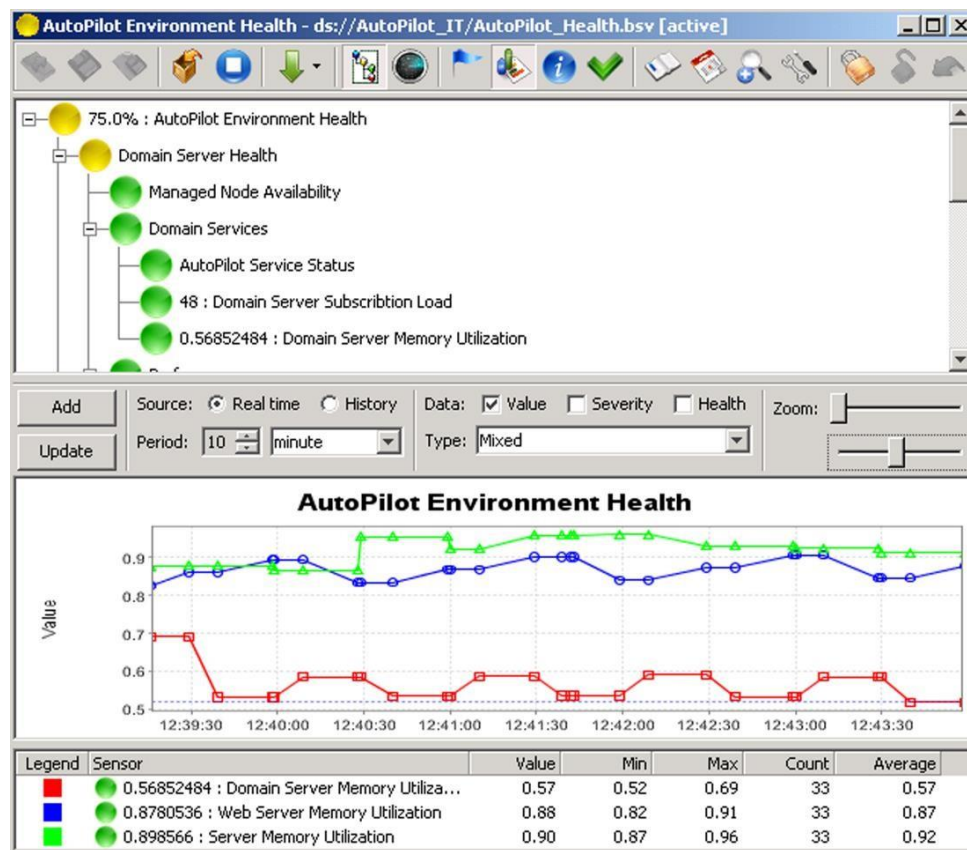 AutoPilot Environment Health - ds://AutoPilot_IT/AutoPilot_Health.bsv [active]
75.0% : AutoPilot Environment Health
Domain Server Health
Managed Node Availability
Domain Services
AutoPilot Service Status
48 : Domain Server Subscribtion Load
0.56852484 : Domain Server Memory Utilization
Add
Source: Real time History
Data: Value Severity Health
Zoom:
Update
Period: 10 minute
Type: Mixed
AutoPilot Environment Health
Value
0.9
0.8
0.7
0.6
0.5
12:39:30 12:40:00 12:40:30 12:41:00 12:41:30 12:42:00 12:42:30 12:43:00 12:43:30
Legend Sensor Value Min Max Count Average
0.56852484 : Domain Server Memory Utiliza... 0.57 0.52 0.69 33 0.57
0.8780536 : Web Server Memory Utilization 0.88 0.82 0.91 33 0.87
0.898566 : Server Memory Utilization 0.90 0.87 0.96 33 0.92